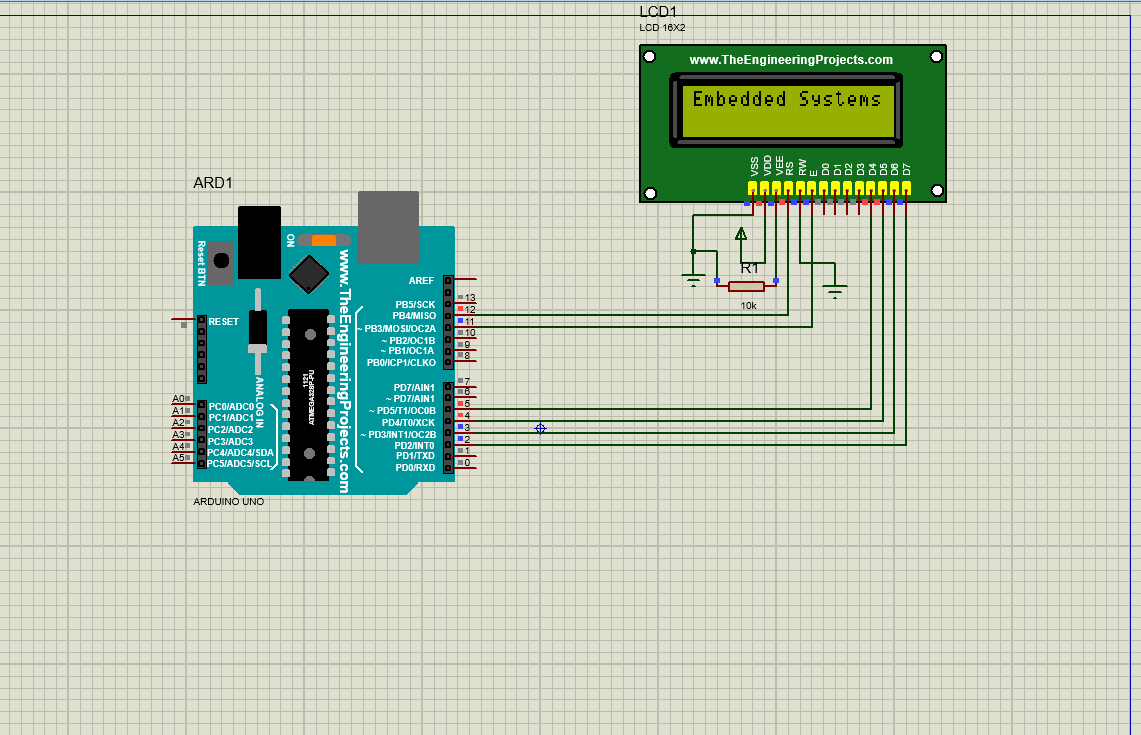 LCD1
LCD 16X2
www.TheEngineeringProjects.com
Embedded Systems
VSS
VDD
VEE
RS
RW
E
D0
D1
D2
D3
D4
D5
D6
D7
R1
10k
ARD1
Reset BTN
ON
www.TheEngineeringProjects.com
AREF
PB5/SCK
13
PB4/MISO
12
~ PB3/MOSI/OC2A
11
~ PB2/OC1B
10
~ PB1/OC1A
9
PB0/ICP1/CLKO
8
RESET
1121
ATMEGA328P-PU
ANALOG IN
PD7/AIN1
7
~ PD7/AIN1
6
~ PD5/T1/OC0B
5
PD4/T0/XCK
4
~ PD3/INT1/OC2B
3
PD2/INT0
2
PD1/TXD
1
PD0/RXD
0
A0
PC0/ADC0
A1
PC1/ADC1
A2
PC2/ADC2
A3
PC3/ADC3
A4
PC4/ADC4/SDA
A5
PC5/ADC5/SCL
ARDUINO UNO